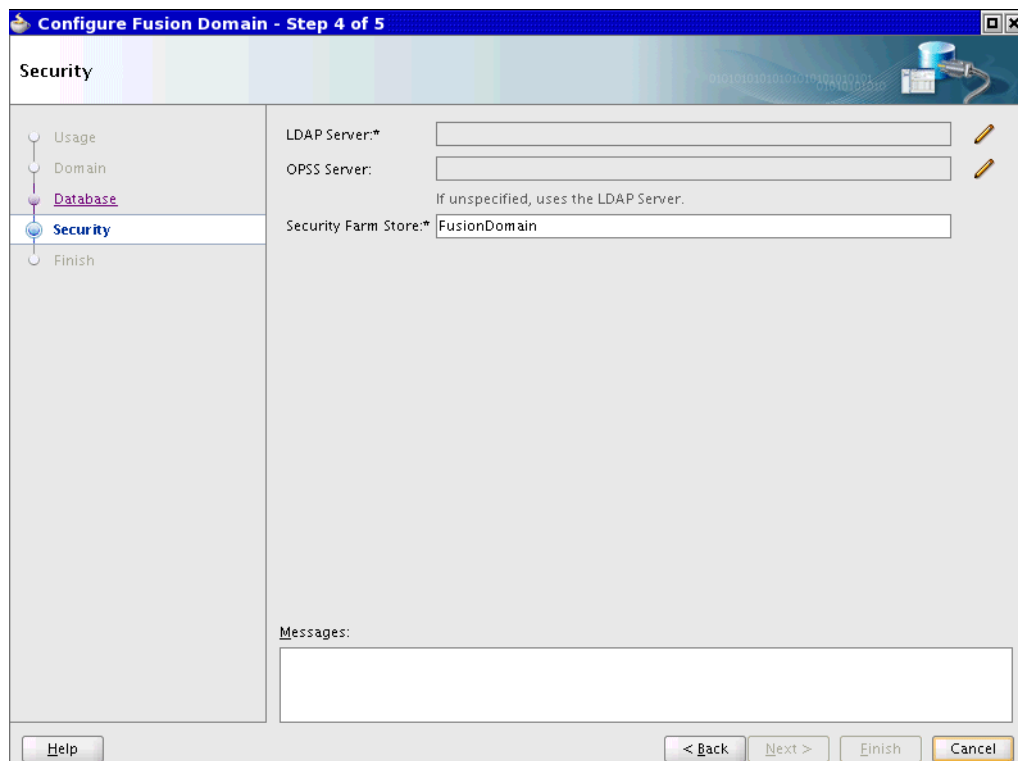 Configure Fusion Domain - Step 4 of 5
Security
Usage
Domain
Database
Security
Finish
LDAP Server:*
OPSS Server:
If unspecified, uses the LDAP Server.
Security Farm Store:* FusionDomain
Messages:
Help
< Back Next > Finish Cancel